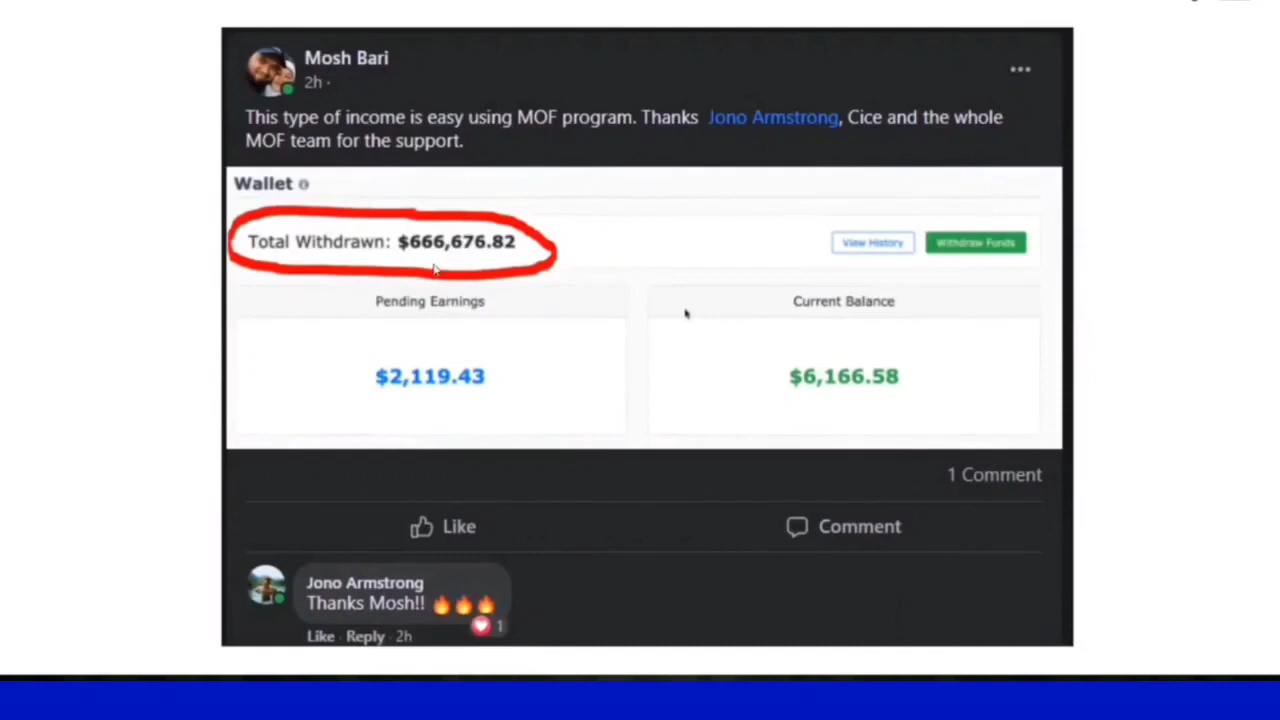 Mosh Bari
2h ·
This type of income is easy using MOF program. Thanks Jono Armstrong, Cice and the whole
MOF team for the support.
Wallet
Total Withdrawn: $666,676.82
View History
Withdraw Funds
Pending Earnings
Current Balance
$2,119.43
$6,166.58
1 Comment
Like
Comment
Jono Armstrong
Thanks Mosh!! 🔥🔥🔥
1
Like · Reply · 2h